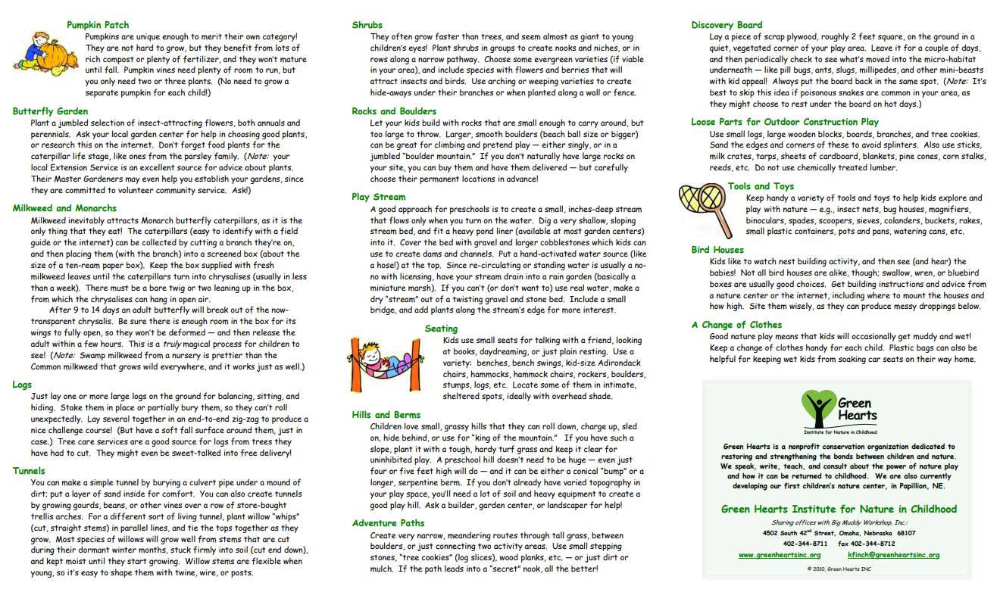 Pumpkin Patch
Pumpkins are unique enough to merit their own category!
They are not hard to grow, but they benefit from lots of
rich compost or plenty of fertilizer, and they won't mature
until fall. Pumpkin vines need plenty of room to run, but
you only need two or three plants. (No need to grow a
separate pumpkin for each child!)
Butterfly Garden
Plant a jumbled selection of insect-attracting flowers, both annuals and
perennials. Ask your local garden center for help in choosing good plants,
or research this on the internet. Don't forget food plants for the
caterpillar life stage, like ones from the parsley family. (Note: your
local Extension Service is an excellent source for advice about plants.
Their Master Gardeners may even help you establish your gardens, since
they are committed to volunteer community service. Ask!)
Milkweed and Monarchs
Milkweed inevitably attracts Monarch butterfly caterpillars, as it is the
only thing that they eat! The caterpillars (easy to identify with a field
guide or the internet) can be collected by cutting a branch they're on,
and then placing them (with the branch) into a screened box (about the
size of a ten-ream paper box). Keep the box supplied with fresh
milkweed leaves until the caterpillars turn into chrysalises (usually in less
than a week). There must be a bare twig or two leaning up in the box,
from which the chrysalises can hang in open air.
After 9 to 14 days an adult butterfly will break out of the now-
transparent chrysalis. Be sure there is enough room in the box for its
wings to fully open, so they won't be deformed — and then release the
adult within a few hours. This is a truly magical process for children to
see! (Note: Swamp milkweed from a nursery is prettier than the
Common milkweed that grows wild everywhere, and it works just as well.)
Logs
Just lay one or more large logs on the ground for balancing, sitting, and
hiding. Stake them in place or partially bury them, so they can't roll
unexpectedly. Lay several together in an end-to-end zig-zag to produce a
nice challenge course! (But have a soft fall surface around them, just in
case.) Tree care services are a good source for logs from trees they
have had to cut. They might even be sweet-talked into free delivery!
Tunnels
You can make a simple tunnel by burying a culvert pipe under a mound of
dirt; put a layer of sand inside for comfort. You can also create tunnels
by growing gourds, beans, or other vines over a row of store-bought
trellis arches. For a different sort of living tunnel, plant willow "whips"
(cut, straight stems) in parallel lines, and tie the tops together as they
grow. Most species of willows will grow well from stems that are cut
during their dormant winter months, stuck firmly into soil (cut end down),
and kept moist until they start growing. Willow stems are flexible when
young, so it's easy to shape them with twine, wire, or posts.
Shrubs
They often grow faster than trees, and seem almost as giant to young
children's eyes! Plant shrubs in groups to create nooks and niches, or in
rows along a narrow pathway. Choose some evergreen varieties (if viable
in your area), and include species with flowers and berries that will
attract insects and birds. Use arching or weeping varieties to create
hide-aways under their branches or when planted along a wall or fence.
Rocks and Boulders
Let your kids build with rocks that are small enough to carry around, but
too large to throw. Larger, smooth boulders (beach ball size or bigger)
can be great for climbing and pretend play — either singly, or in a
jumbled "boulder mountain." If you don't naturally have large rocks on
your site, you can buy them and have them delivered — but carefully
choose their permanent locations in advance!
Play Stream
A good approach for preschools is to create a small, inches-deep stream
that flows only when you turn on the water. Dig a very shallow, sloping
stream bed, and fit a heavy pond liner (available at most garden centers)
into it. Cover the bed with gravel and larger cobblestones which kids can
use to create dams and channels. Put a hand-activated water source (like
a hose!) at the top. Since re-circulating or standing water is usually a no-
no with licensing, have your stream drain into a rain garden (basically a
miniature marsh). If you can't (or don't want to) use real water, make a
dry "stream" out of a twisting gravel and stone bed. Include a small
bridge, and add plants along the stream's edge for more interest.
Seating
Kids use small seats for talking with a friend, looking
at books, daydreaming, or just plain resting. Use a
variety: benches, bench swings, kid-size Adirondack
chairs, hammocks, hammock chairs, rockers, boulders,
stumps, logs, etc. Locate some of them in intimate,
sheltered spots, ideally with overhead shade.
Hills and Berms
Children love small, grassy hills that they can roll down, charge up, sled
on, hide behind, or use for "king of the mountain." If you have such a
slope, plant it with a tough, hardy turf grass and keep it clear for
uninhibited play. A preschool hill doesn't need to be huge — even just
four or five feet high will do — and it can be either a conical "bump" or a
longer, serpentine berm. If you don't already have varied topography in
your play space, you'll need a lot of soil and heavy equipment to create a
good play hill. Ask a builder, garden center, or landscaper for help!
Adventure Paths
Create very narrow, meandering routes through tall grass, between
boulders, or just connecting two activity areas. Use small stepping
stones, "tree cookies" (log slices), wood planks, etc. — or just dirt or
mulch. If the path leads into a "secret" nook, all the better!
Discovery Board
Lay a piece of scrap plywood, roughly 2 feet square, on the ground in a
quiet, vegetated corner of your play area. Leave it for a couple of days,
and then periodically check to see what's moved into the micro-habitat
underneath — like pill bugs, ants, slugs, millipedes, and other mini-beasts
with kid appeal! Always put the board back in the same spot. (Note: It's
best to skip this idea if poisonous snakes are common in your area, as
they might choose to rest under the board on hot days.)
Loose Parts for Outdoor Construction Play
Use small logs, large wooden blocks, boards, branches, and tree cookies.
Sand the edges and corners of these to avoid splinters. Also use sticks,
milk crates, tarps, sheets of cardboard, blankets, pine cones, corn stalks,
reeds, etc. Do not use chemically treated lumber.
Tools and Toys
Keep handy a variety of tools and toys to help kids explore and
play with nature — e.g., insect nets, bug houses, magnifiers,
binoculars, spades, scoopers, sieves, colanders, buckets, rakes,
small plastic containers, pots and pans, watering cans, etc.
Bird Houses
Kids like to watch nest building activity, and then see (and hear) the
babies! Not all bird houses are alike, though; swallow, wren, or bluebird
boxes are usually good choices. Get building instructions and advice from
a nature center or the internet, including where to mount the houses and
how high. Site them wisely, as they can produce messy droppings below.
A Change of Clothes
Good nature play means that kids will occasionally get muddy and wet!
Keep a change of clothes handy for each child. Plastic bags can also be
helpful for keeping wet kids from soaking car seats on their way home.
Green
Hearts
Institute for Nature in Childhood
Green Hearts is a nonprofit conservation organization dedicated to
restoring and strengthening the bonds between children and nature.
We speak, write, teach, and consult about the power of nature play
and how it can be returned to childhood. We are also currently
developing our first children's nature center, in Papillion, NE.
Green Hearts Institute for Nature in Childhood
Sharing offices with Big Muddy Workshop, Inc.:
4502 South 42nd Street, Omaha, Nebraska 68107
402-344-8711 fax 402-344-8712
www.greenheartsinc.org kfinch@greenheartsinc.org
© 2010, Green Hearts INC